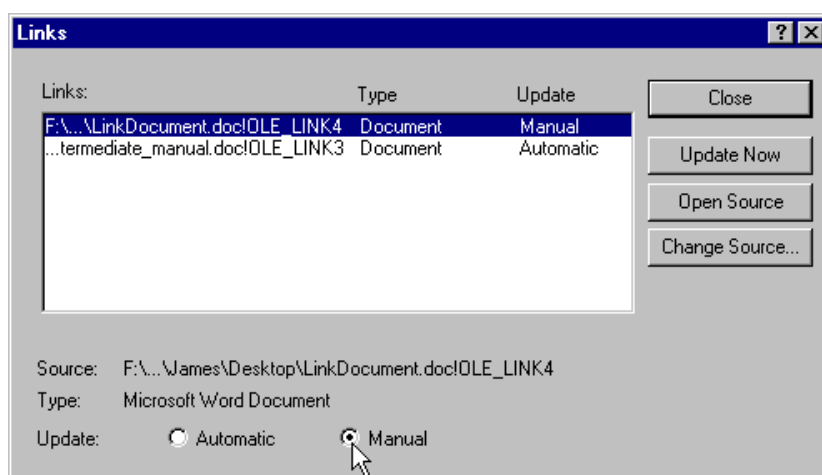 Links
Links: Type Update
F:\...\LinkDocument.doc!OLE_LINK4 Document Manual
...termediate_manual.doc!OLE_LINK3 Document Automatic
Close
Update Now
Open Source
Change Source...
Source: F:\...\James\Desktop\LinkDocument.doc!OLE_LINK4
Type: Microsoft Word Document
Update: Automatic Manual